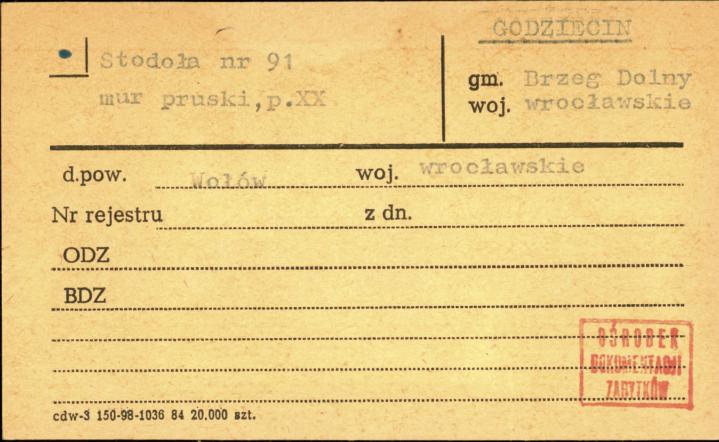 GODZIĘCIN
Stodoła nr 91
mur pruski,p.XX
gm. Brzeg Dolny
woj. wrocławskie
d.pow. Wołów woj. wrocławskie
Nr rejestru z dn.
ODZ
BDZ
OŚRODEK
DOKUMENTACJI
ZABYTKÓW
cdw-3 150-98-1036 84 20.000 szt.